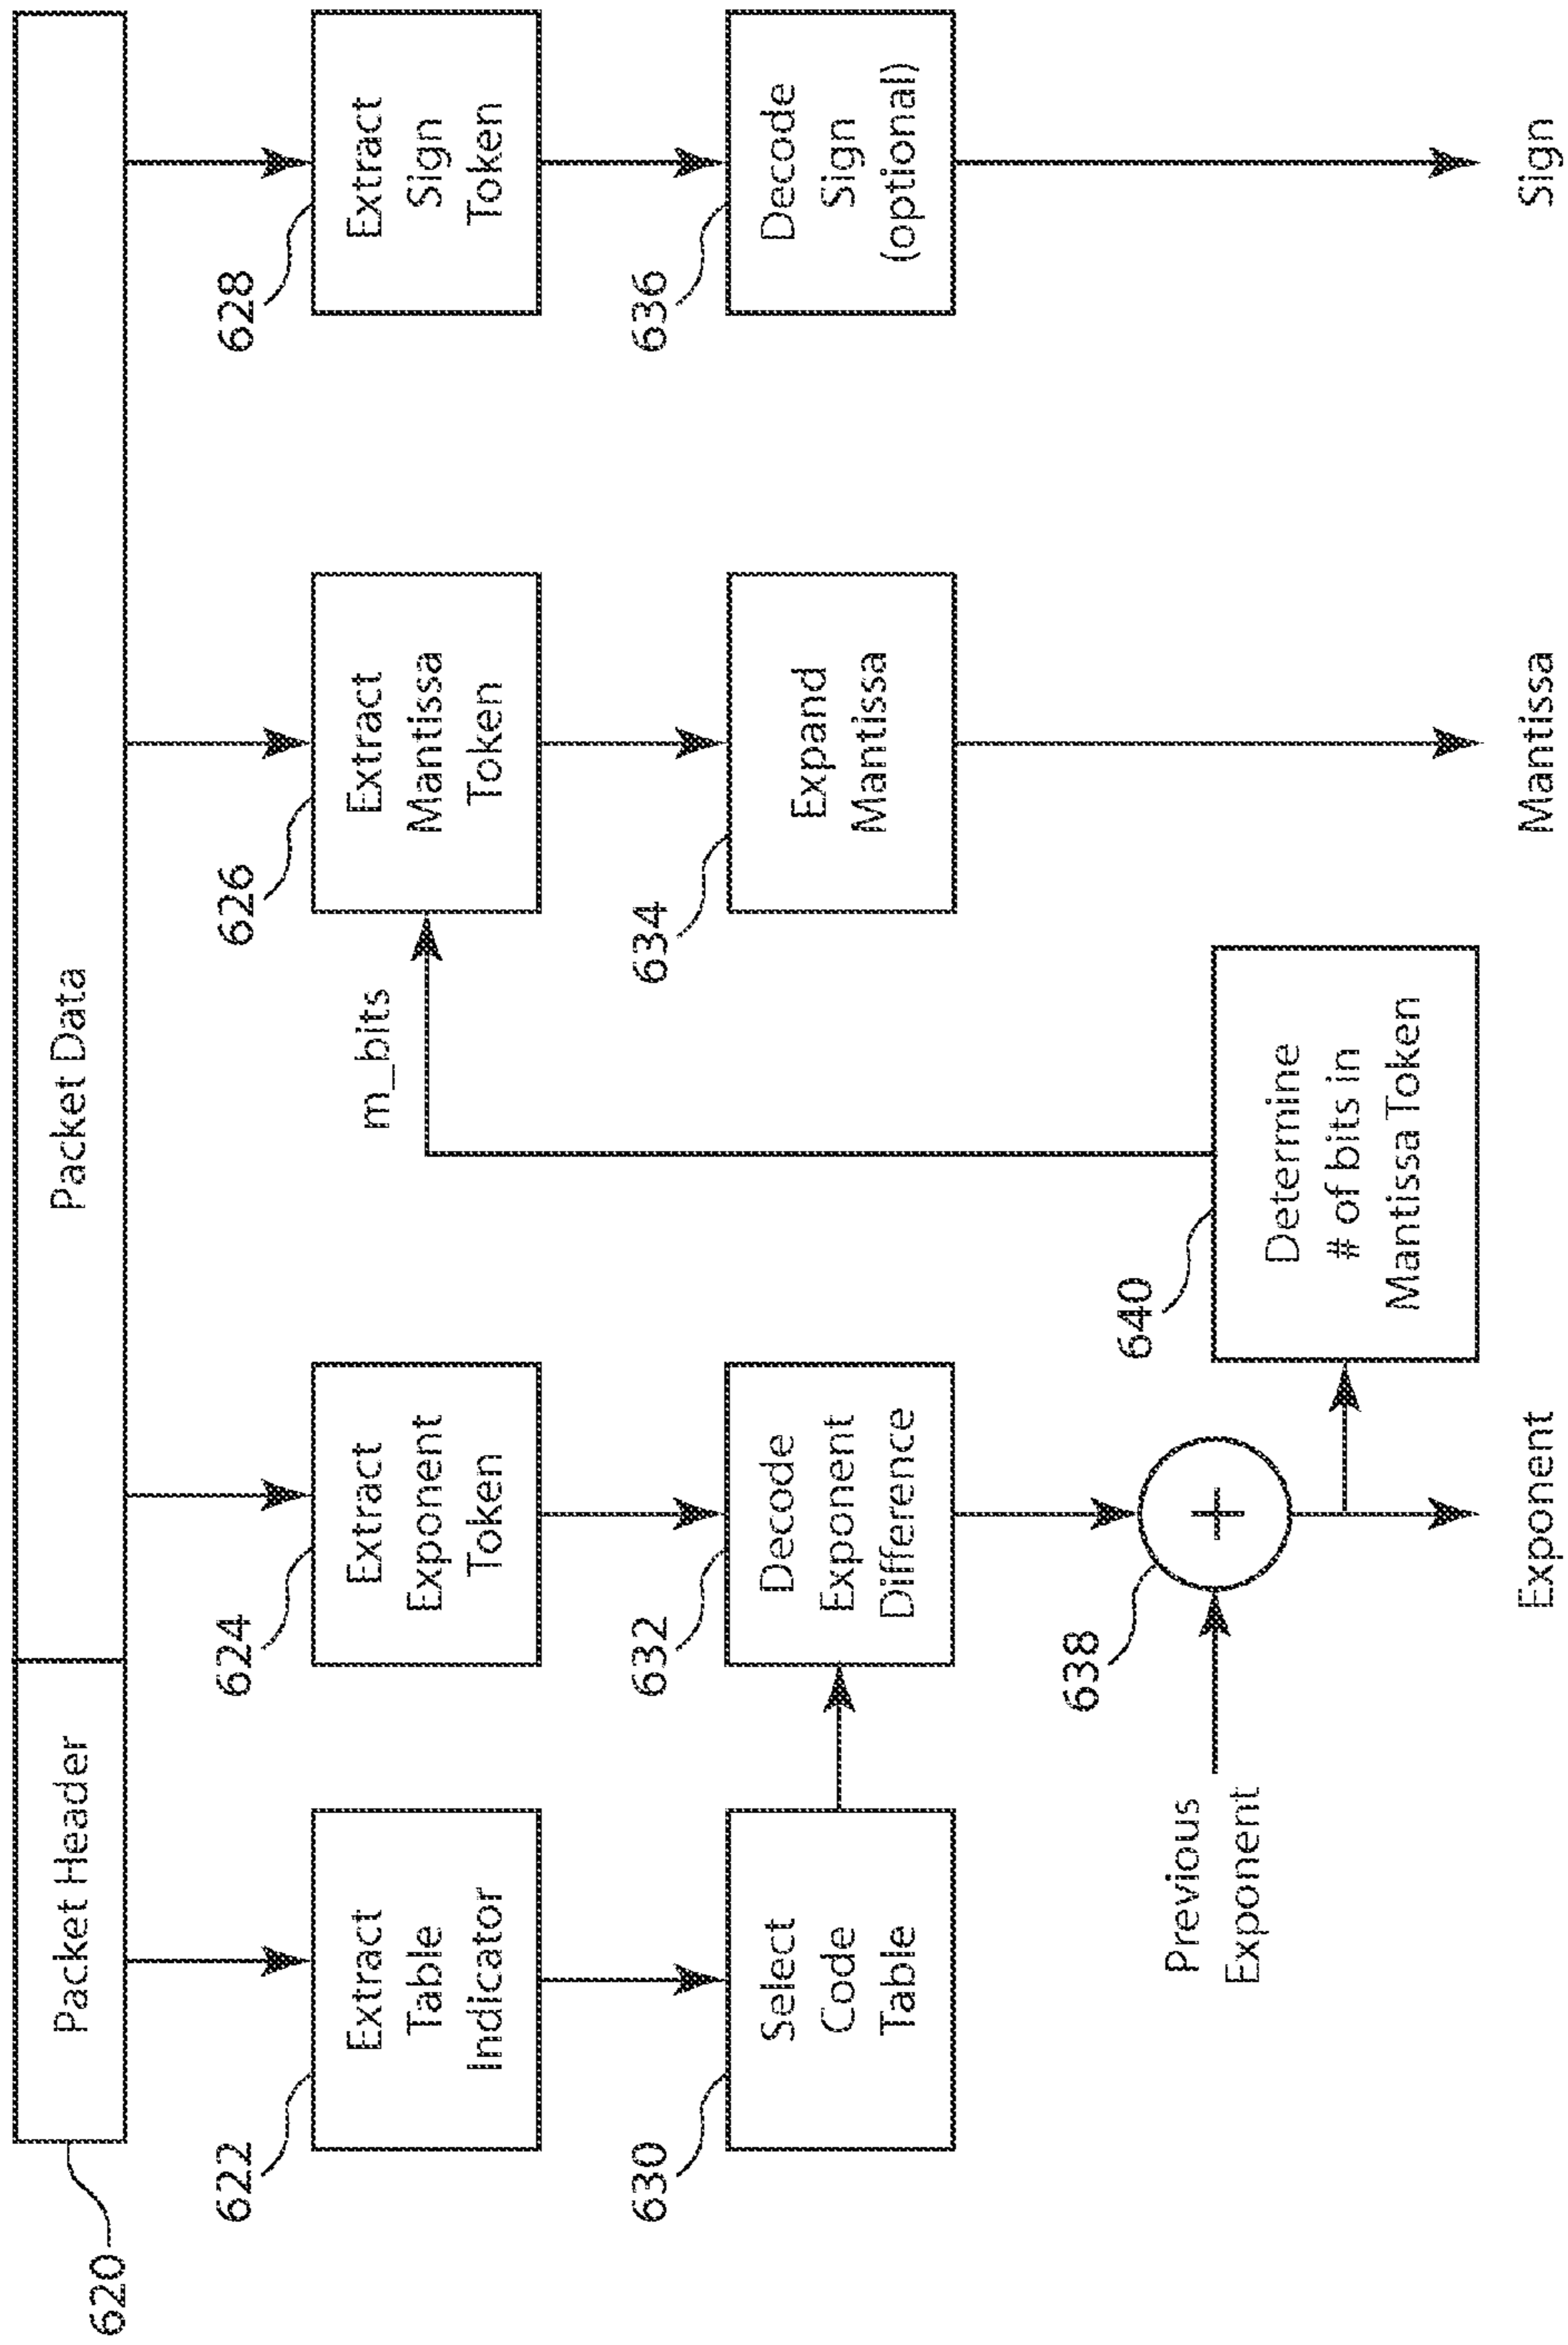 620
Packet Header
Packet Data
622
Extract
Table
Indicator
624
Extract
Exponent
Token
626
Extract
Mantissa
Token
628
Extract
Sign
Token
m_bits
630
Select
Code
Table
632
Decode
Exponent
Difference
634
Expand
Mantissa
636
Decode
Sign
(optional)
638
+
Previous
Exponent
640
Determine
# of bits in
Mantissa Token
Exponent
Mantissa
Sign